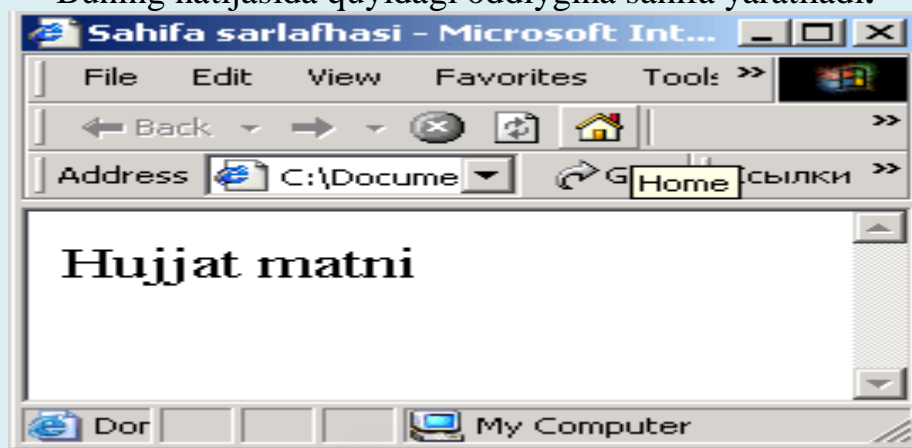 Buning natijasida quyidagi oddiygina sahifa yaratiladi.
Sahifa sarlafhasi - Microsoft Int...
File Edit View Favorites Tools »
Back »
Address C:\Docume G Home сылки »
Hujjat matni
Dor My Computer